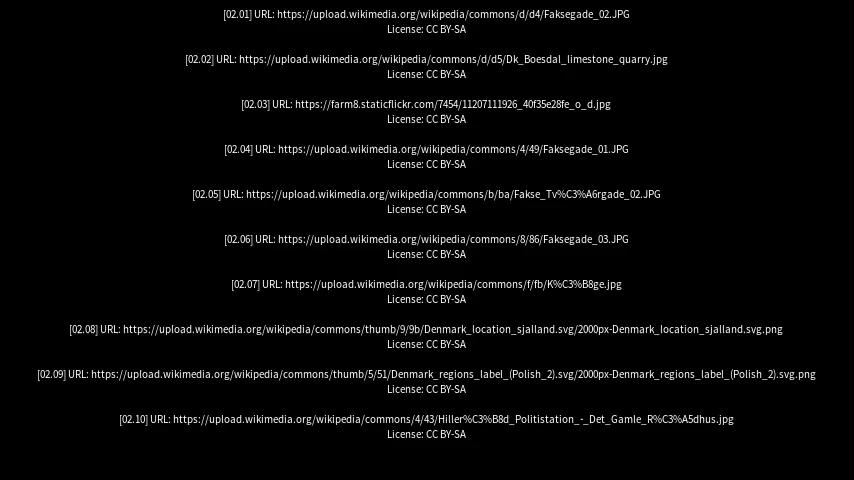 [02.01] URL: https://upload.wikimedia.org/wikipedia/commons/d/d4/Faksegade_02.JPG
License: CC BY-SA
[02.02] URL: https://upload.wikimedia.org/wikipedia/commons/d/d5/Dk_Boesdal_limestone_quarry.jpg
License: CC BY-SA
[02.03] URL: https://farm8.staticflickr.com/7454/11207111926_40f35e28fe_o_d.jpg
License: CC BY-SA
[02.04] URL: https://upload.wikimedia.org/wikipedia/commons/4/49/Faksegade_01.JPG
License: CC BY-SA
[02.05] URL: https://upload.wikimedia.org/wikipedia/commons/b/ba/Fakse_Tv%C3%A6rgade_02.JPG
License: CC BY-SA
[02.06] URL: https://upload.wikimedia.org/wikipedia/commons/8/86/Faksegade_03.JPG
License: CC BY-SA
[02.07] URL: https://upload.wikimedia.org/wikipedia/commons/f/fb/K%C3%B8ge.jpg
License: CC BY-SA
[02.08] URL: https://upload.wikimedia.org/wikipedia/commons/thumb/9/9b/Denmark_location_sjalland.svg/2000px-Denmark_location_sjalland.svg.png
License: CC BY-SA
[02.09] URL: https://upload.wikimedia.org/wikipedia/commons/thumb/5/51/Denmark_regions_label_(Polish_2).svg/2000px-Denmark_regions_label_(Polish_2).svg.png
License: CC BY-SA
[02.10] URL: https://upload.wikimedia.org/wikipedia/commons/4/43/Hiller%C3%B8d_Politistation_-_Det_Gamle_R%C3%A5dhus.jpg
License: CC BY-SA